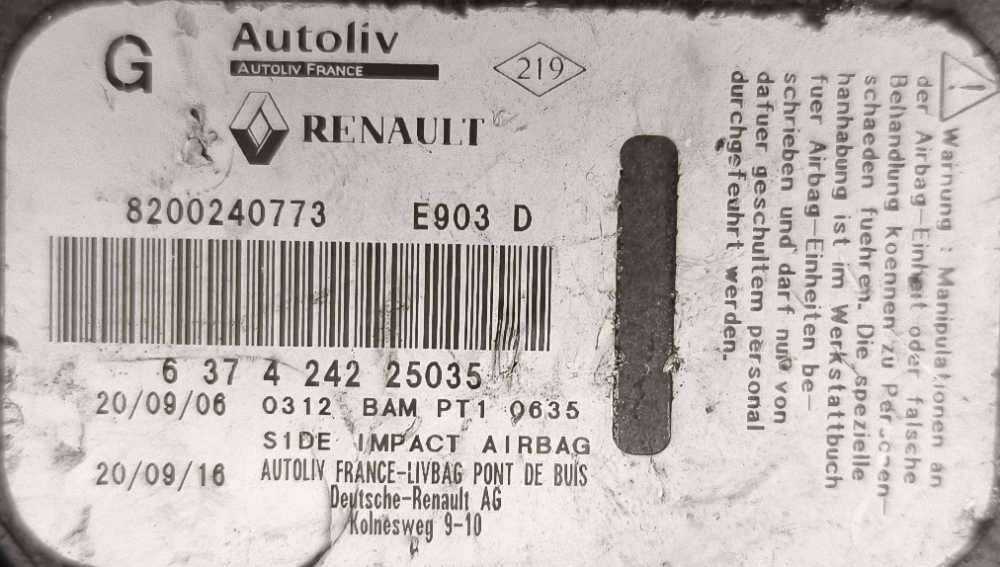 G
Autoliv
AUTOLIV FRANCE
219
RENAULT
8200240773 E903 D
6 37 4 242 25035
20/09/06 0312 BAM PT1 0635
SIDE IMPACT AIRBAG
20/09/16 AUTOLIV FRANCE-LIVBAG PONT DE BUIS
Deutsche-Renault AG
Kolnesweg 9-10
Warnung : Manipulationen an
der Airbag-Einheit oder falsche
Behandlung koennen zu Personen-
schaeden fuehren. Die spezielle
hanhabung ist im Werkstattbuch
fuer Airbag-Einheiten be-
schrieben und darf nur von
dafuer geschultem personal
durchgefeuhrt werden.